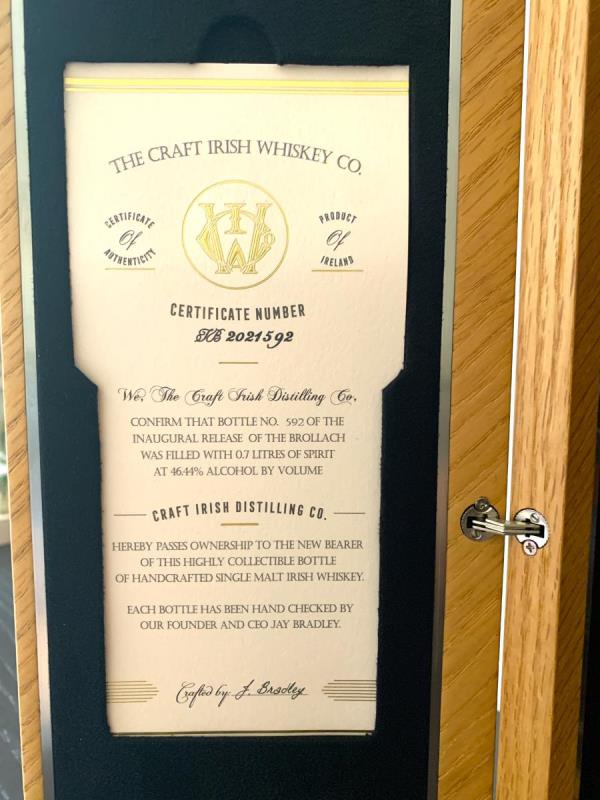 THE CRAFT IRISH WHISKEY CO.
CERTIFICATE
Of
AUTHENTICITY
PRODUCT
Of
IRELAND
CERTIFICATE NUMBER
2021592
We, The Craft Irish Distilling Co,
CONFIRM THAT BOTTLE NO. 592 OF THE
INAUGURAL RELEASE OF THE BROLLACH
WAS FILLED WITH 0.7 LITRES OF SPIRIT
AT 46.44% ALCOHOL BY VOLUME
CRAFT IRISH DISTILLING CO.
HEREBY PASSES OWNERSHIP TO THE NEW BEARER
OF THIS HIGHLY COLLECTIBLE BOTTLE
OF HANDCRAFTED SINGLE MALT IRISH WHISKEY.
EACH BOTTLE HAS BEEN HAND CHECKED BY
OUR FOUNDER AND CEO JAY BRADLEY.
Crafted by: J. Bradley